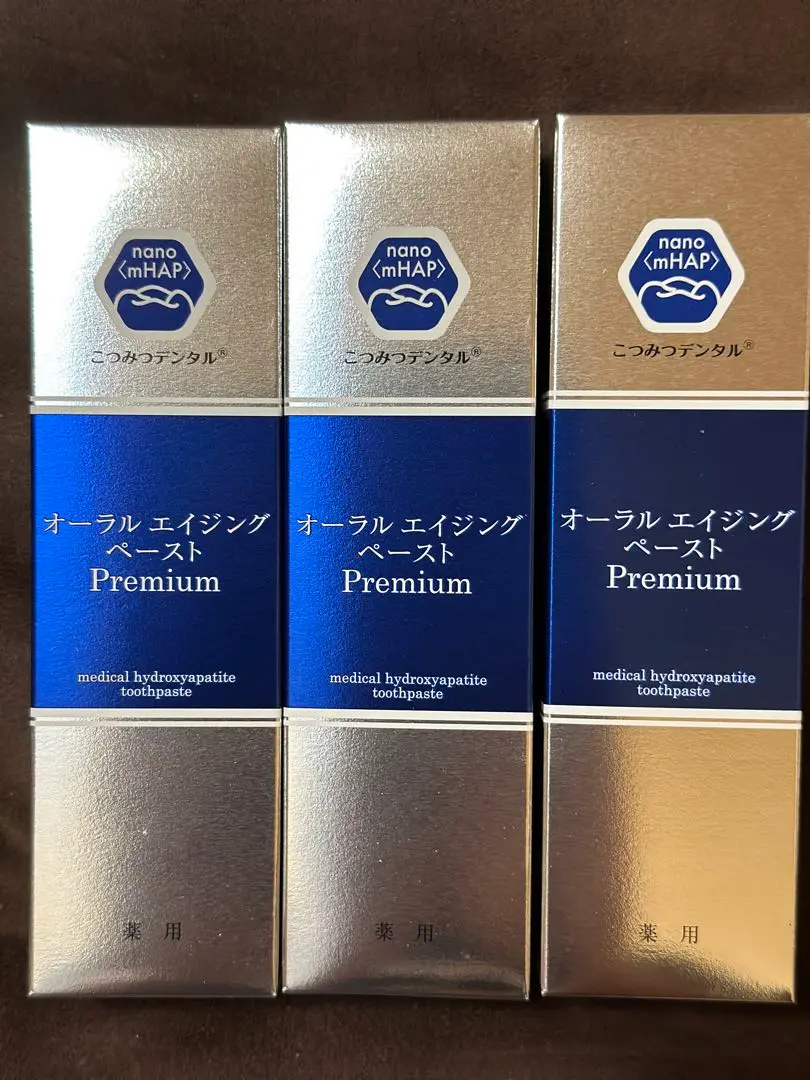 nano
〈mHAP〉
こつみつデンタル®
オーラル エイジング
ペースト
Premium
medical hydroxyapatite
toothpaste
薬 用
nano
〈mHAP〉
こつみつデンタル®
オーラル エイジング
ペースト
Premium
medical hydroxyapatite
toothpaste
薬 用
nano
〈mHAP〉
こつみつデンタル®
オーラル エイジング
ペースト
Premium
medical hydroxyapatite
toothpaste
薬 用